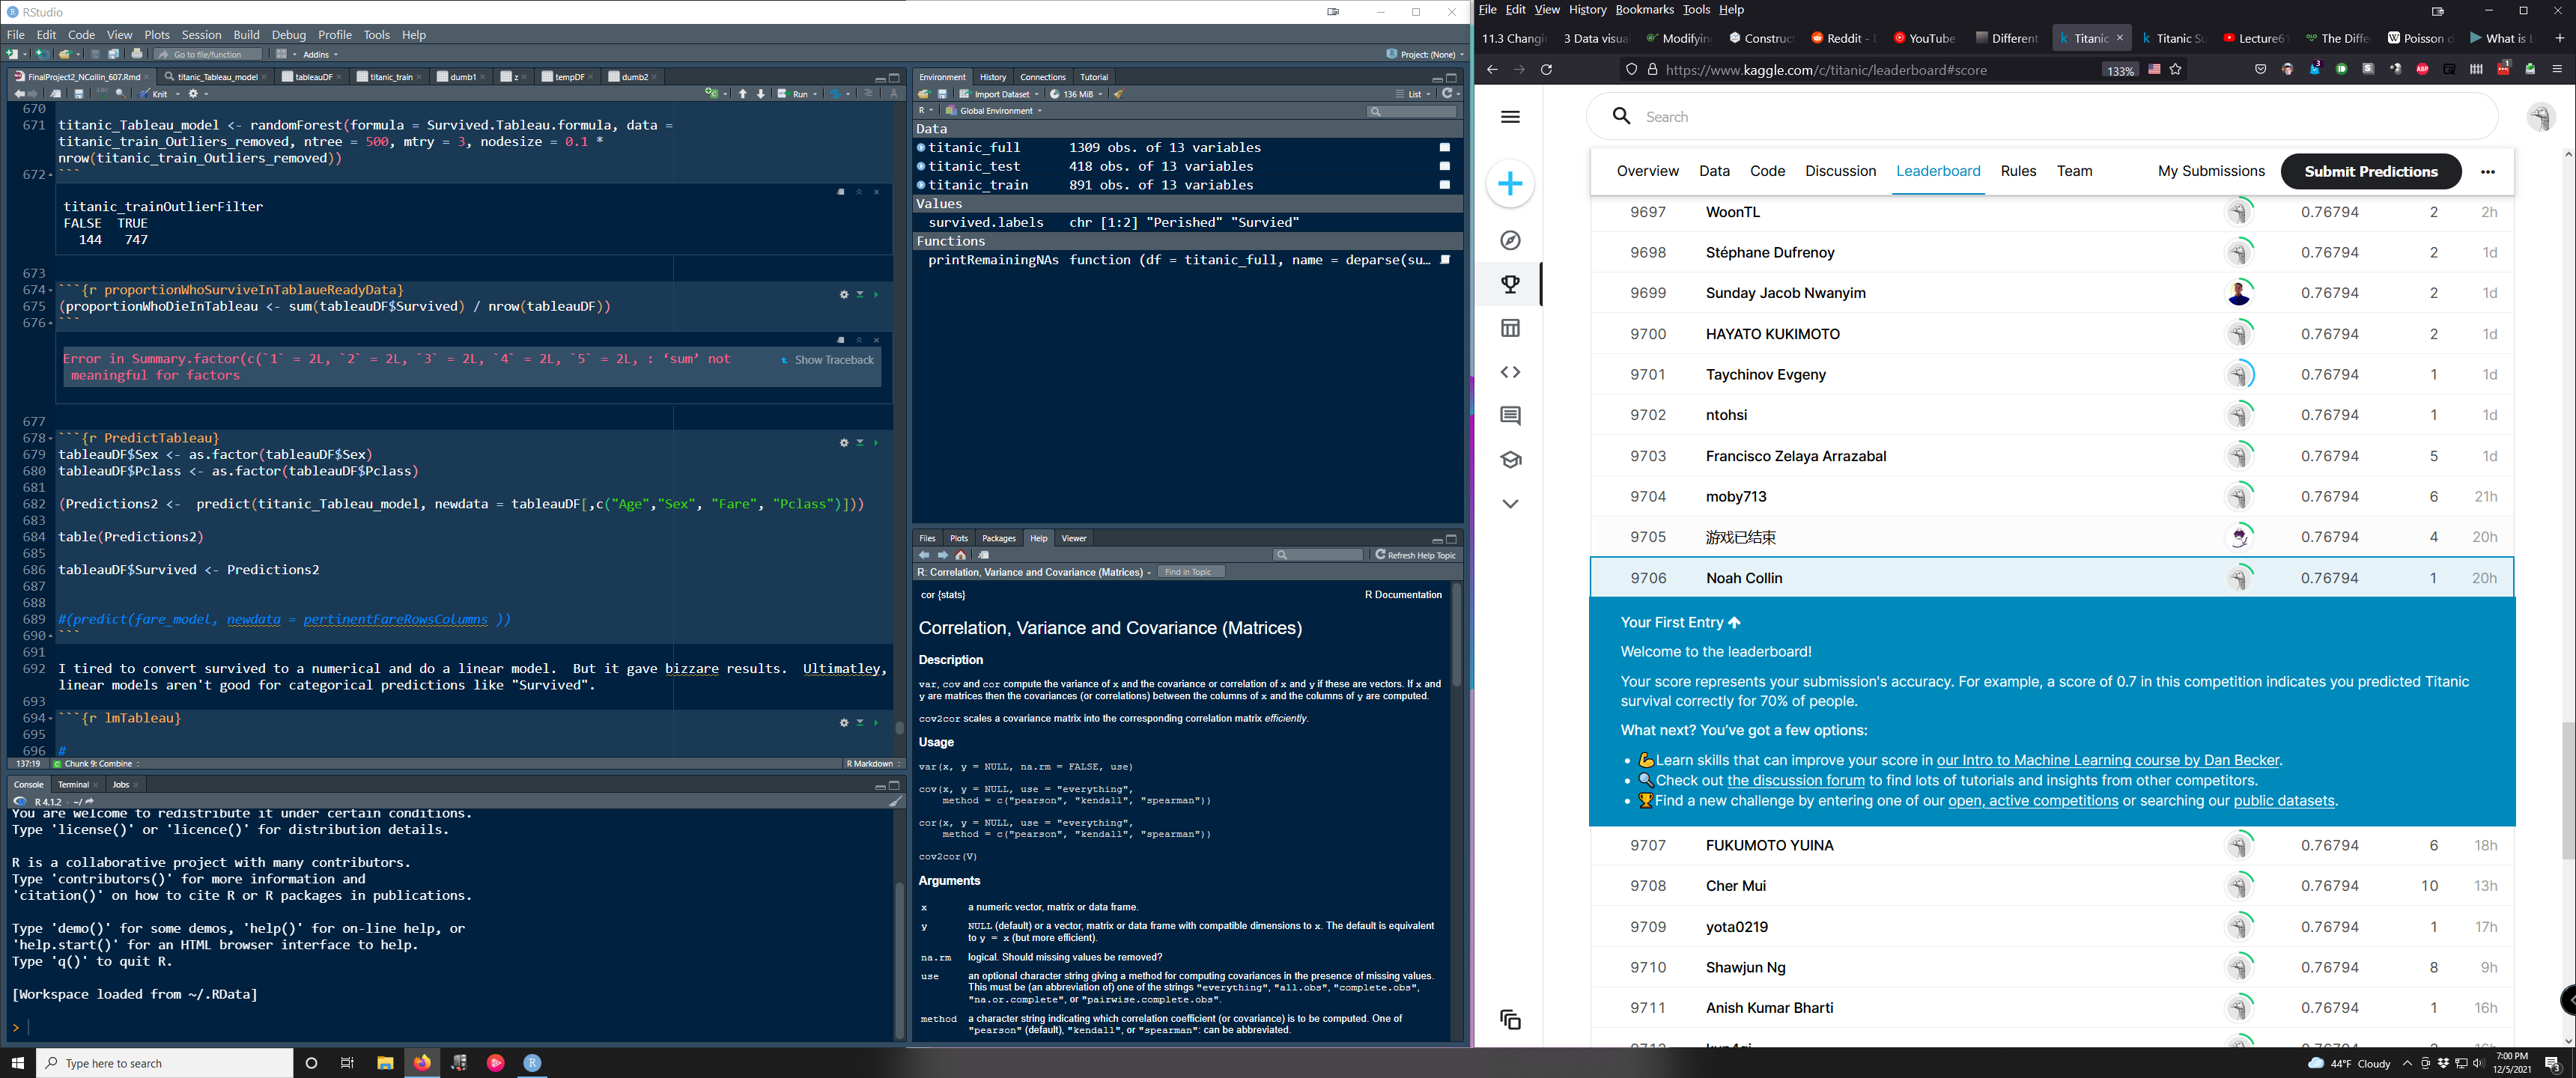 RStudio
File Edit Code View Plots Session Build Debug Profile Tools Help
Go to file/function Addins Project: (None)
FinalProject2_NCollin_607.Rmd titanic_Tableau_model tableauDF titanic_train dumb1 z tempDF dumb2
Knit Run
670
671 titanic_Tableau_model <- randomForest(formula = Survived.Tableau.formula, data =
titanic_train_Outliers_removed, ntree = 500, mtry = 3, nodesize = 0.1 *
nrow(titanic_train_Outliers_removed))
672 ```
titanic_trainOutlierFilter
FALSE TRUE
144 747
673
674 ```{r proportionWhoSurviveInTablaueReadyData}
675 (proportionWhoDieInTableau <- sum(tableauDF$Survived) / nrow(tableauDF))
676 ```
Error in Summary.factor(c(`1` = 2L, `2` = 2L, `3` = 2L, `4` = 2L, `5` = 2L, : ‘sum’ not
meaningful for factors
Show Traceback
677
678 ```{r PredictTableau}
679 tableauDF$Sex <- as.factor(tableauDF$Sex)
680 tableauDF$Pclass <- as.factor(tableauDF$Pclass)
681
682 (Predictions2 <- predict(titanic_Tableau_model, newdata = tableauDF[,c("Age","Sex", "Fare", "Pclass")]))
683
684 table(Predictions2)
685
686 tableauDF$Survived <- Predictions2
687
688
689 #(predict(fare_model, newdata = pertinentFareRowsColumns ))
690 ```
691
692 I tired to convert survived to a numerical and do a linear model. But it gave bizzare results. Ultimatley,
linear models aren't good for categorical predictions like "Survived".
693
694 ```{r lmTableau}
695
696 #
137:19 Chunk 9: Combine R Markdown
Console Terminal Jobs
R 4.1.2 · ~/
You are welcome to redistribute it under certain conditions.
Type 'license()' or 'licence()' for distribution details.
R is a collaborative project with many contributors.
Type 'contributors()' for more information and
'citation()' on how to cite R or R packages in publications.
Type 'demo()' for some demos, 'help()' for on-line help, or
'help.start()' for an HTML browser interface to help.
Type 'q()' to quit R.
[Workspace loaded from ~/.RData]
>
Environment History Connections Tutorial
Import Dataset 136 MiB List
R Global Environment
Data
titanic_full 1309 obs. of 13 variables
titanic_test 418 obs. of 13 variables
titanic_train 891 obs. of 13 variables
Values
survived.labels chr [1:2] "Perished" "Survied"
Functions
printRemainingNAs function (df = titanic_full, name = deparse(su…
Files Plots Packages Help Viewer
Refresh Help Topic
R: Correlation, Variance and Covariance (Matrices) Find in Topic
cor {stats} R Documentation
Correlation, Variance and Covariance (Matrices)
Description
var, cov and cor compute the variance of x and the covariance or correlation of x and y if these are vectors. If x and
y are matrices then the covariances (or correlations) between the columns of x and the columns of y are computed.
cov2cor scales a covariance matrix into the corresponding correlation matrix efficiently.
Usage
var(x, y = NULL, na.rm = FALSE, use)
cov(x, y = NULL, use = "everything",
method = c("pearson", "kendall", "spearman"))
cor(x, y = NULL, use = "everything",
method = c("pearson", "kendall", "spearman"))
cov2cor(V)
Arguments
x a numeric vector, matrix or data frame.
y NULL (default) or a vector, matrix or data frame with compatible dimensions to x. The default is equivalent
to y = x (but more efficient).
na.rm logical. Should missing values be removed?
use an optional character string giving a method for computing covariances in the presence of missing values.
This must be (an abbreviation of) one of the strings "everything", "all.obs", "complete.obs",
"na.or.complete", or "pairwise.complete.obs".
method a character string indicating which correlation coefficient (or covariance) is to be computed. One of
"pearson" (default), "kendall", or "spearman": can be abbreviated.
File Edit View History Bookmarks Tools Help
11.3 Changin 3 Data visual Modifyin Construct Reddit - YouTube Different Titanic Titanic Su Lecture6 The Diffe Poisson d What is
https://www.kaggle.com/c/titanic/leaderboard#score 133%
Search
Overview Data Code Discussion Leaderboard Rules Team My Submissions Submit Predictions
9697 WoonTL 0.76794 2 2h
9698 Stéphane Dufrenoy 0.76794 2 1d
9699 Sunday Jacob Nwanyim 0.76794 2 1d
9700 HAYATO KUKIMOTO 0.76794 2 1d
9701 Taychinov Evgeny 0.76794 1 1d
9702 ntohsi 0.76794 1 1d
9703 Francisco Zelaya Arrazabal 0.76794 5 1d
9704 moby713 0.76794 6 21h
9705 游戏已结束 0.76794 4 20h
9706 Noah Collin 0.76794 1 20h
Your First Entry
Welcome to the leaderboard!
Your score represents your submission's accuracy. For example, a score of 0.7 in this competition indicates you predicted Titanic
survival correctly for 70% of people.
What next? You've got a few options:
• Learn skills that can improve your score in our Intro to Machine Learning course by Dan Becker.
• Check out the discussion forum to find lots of tutorials and insights from other competitors.
• Find a new challenge by entering one of our open, active competitions or searching our public datasets.
9707 FUKUMOTO YUINA 0.76794 6 18h
9708 Cher Mui 0.76794 10 13h
9709 yota0219 0.76794 1 17h
9710 Shawjun Ng 0.76794 8 9h
9711 Anish Kumar Bharti 0.76794 1 16h
Type here to search
44°F Cloudy 7:00 PM
12/5/2021